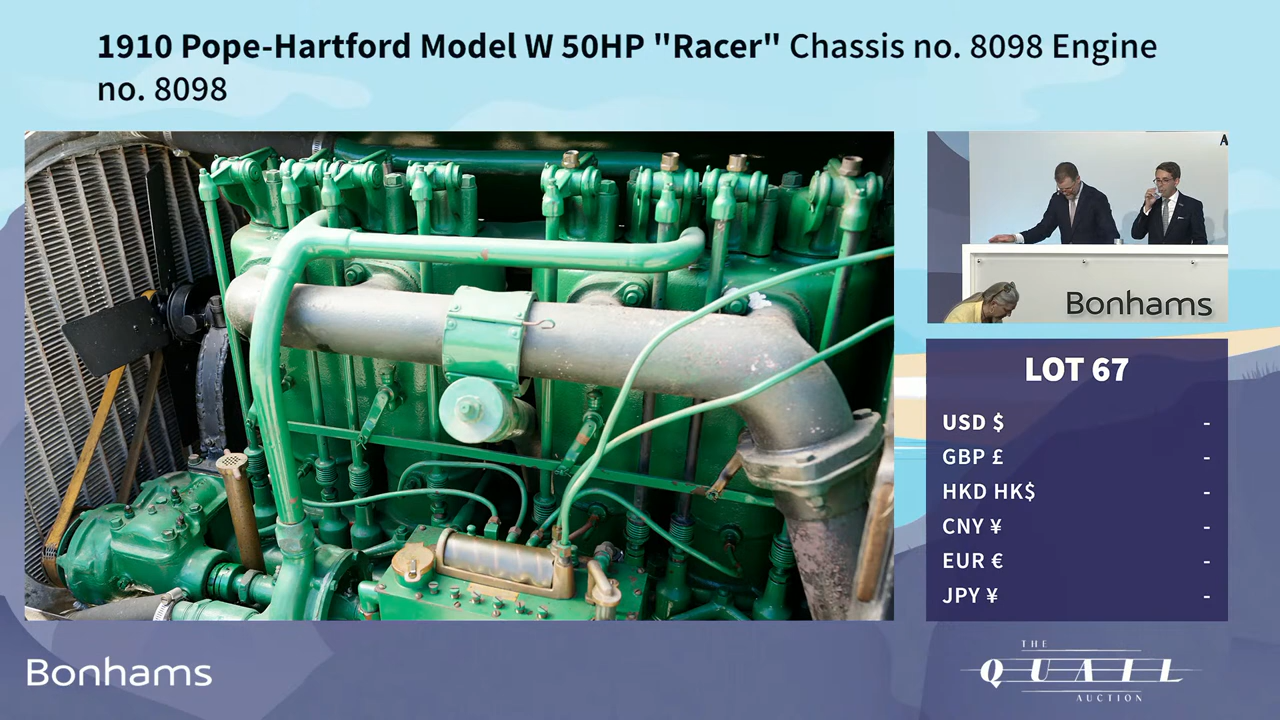 1910 Pope-Hartford Model W 50HP "Racer" Chassis no. 8098 Engine
no. 8098
A
Bonhams
LOT 67
USD $ -
GBP £ -
HKD HK$ -
CNY ¥ -
EUR € -
JPY ¥ -
Bonhams
THE
QUAIL
AUCTION